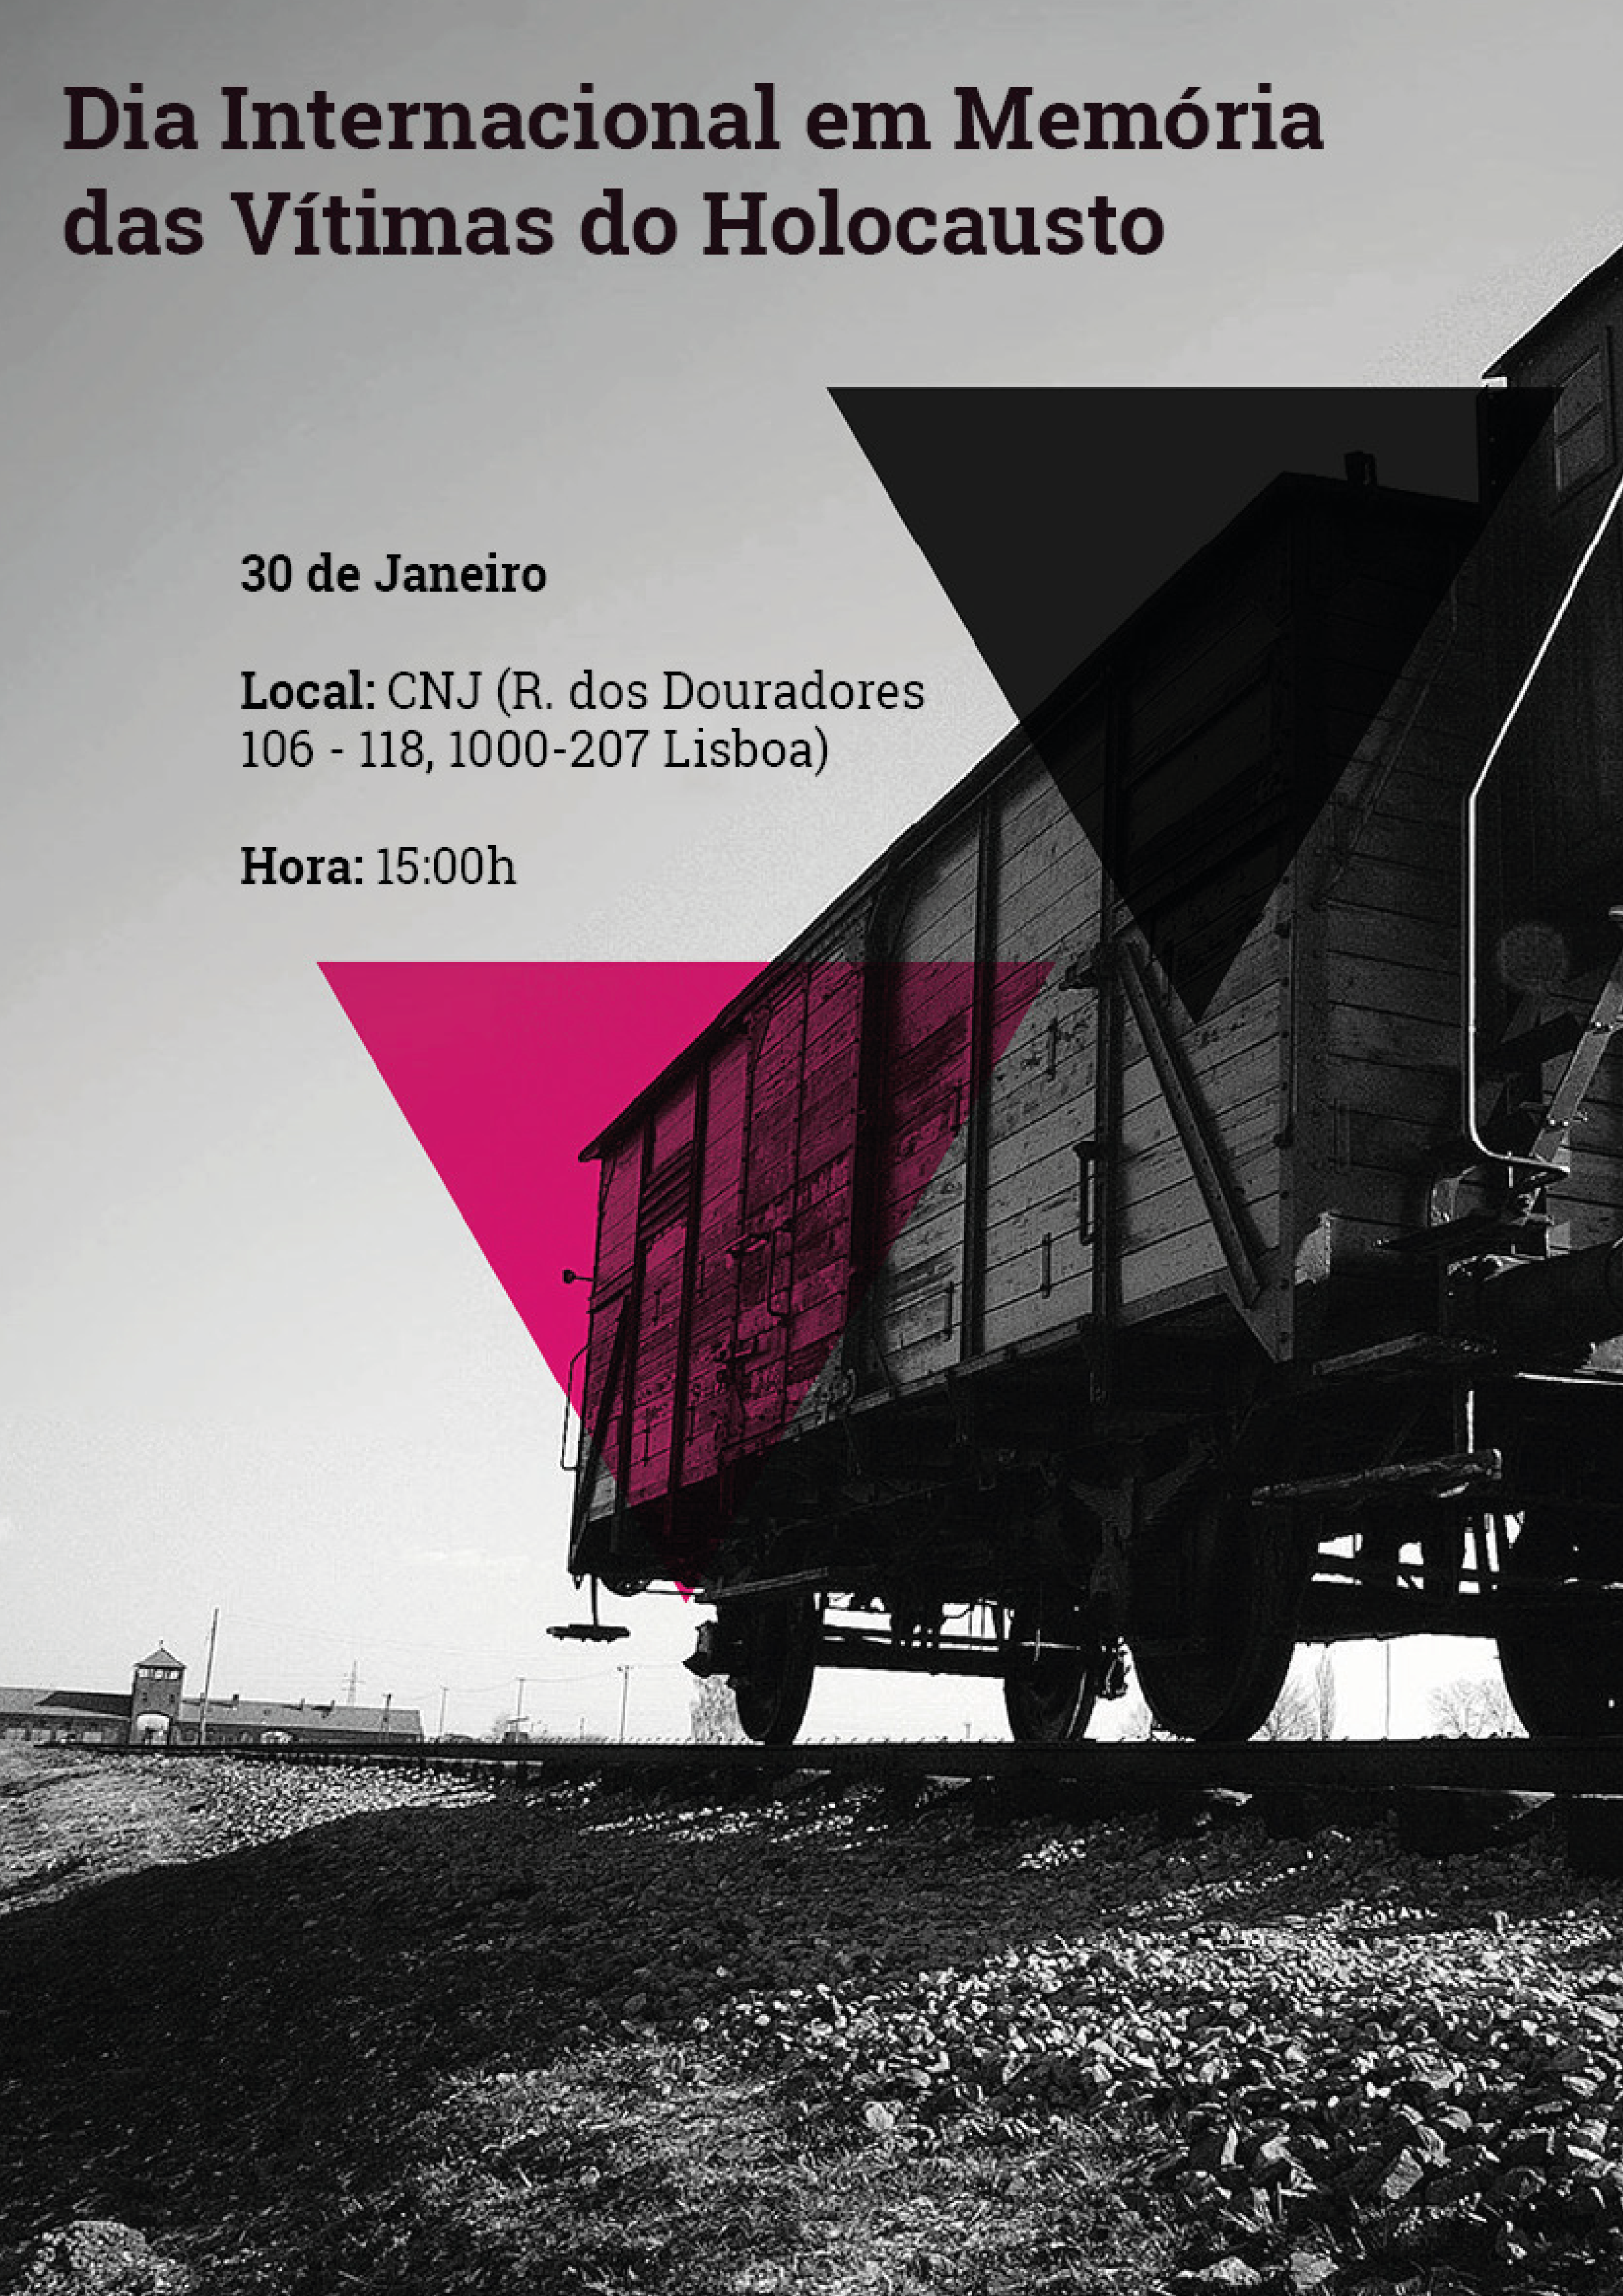 Dia Internacional em Memória
das Vítimas do Holocausto
30 de Janeiro
Local: CNJ (R. dos Douradores
106 - 118, 1000-207 Lisboa)
Hora: 15:00h